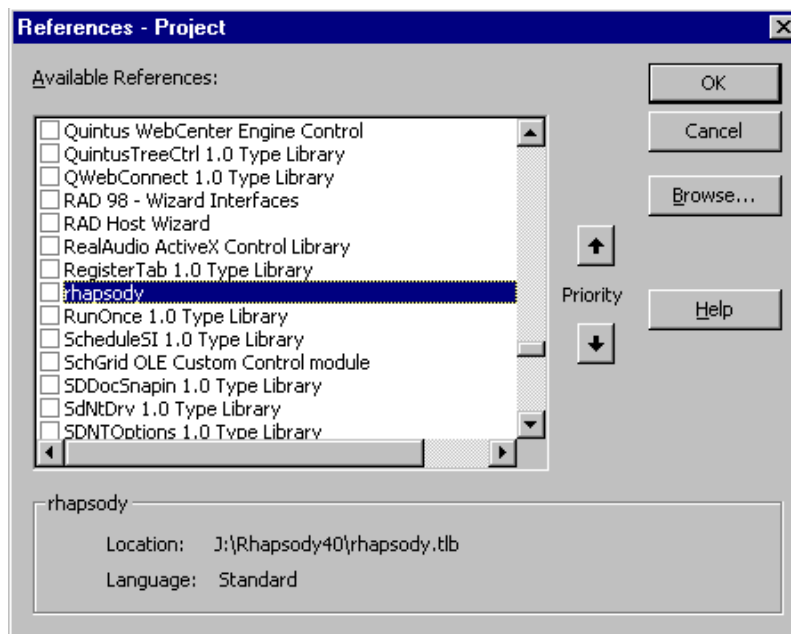 References - Project
Available References:
OK
Quintus WebCenter Engine Control
Cancel
QuintusTreeCtrl 1.0 Type Library
QWebConnect 1.0 Type Library
RAD 98 - Wizard Interfaces
Browse...
RAD Host Wizard
RealAudio ActiveX Control Library
RegisterTab 1.0 Type Library
rhapsody
Priority
RunOnce 1.0 Type Library
Help
ScheduleSI 1.0 Type Library
SchGrid OLE Custom Control module
SDDocSnapin 1.0 Type Library
SdNtDrv 1.0 Type Library
SDNTOptions 1.0 Type Library
rhapsody
Location: J:\Rhapsody40\rhapsody.tlb
Language: Standard